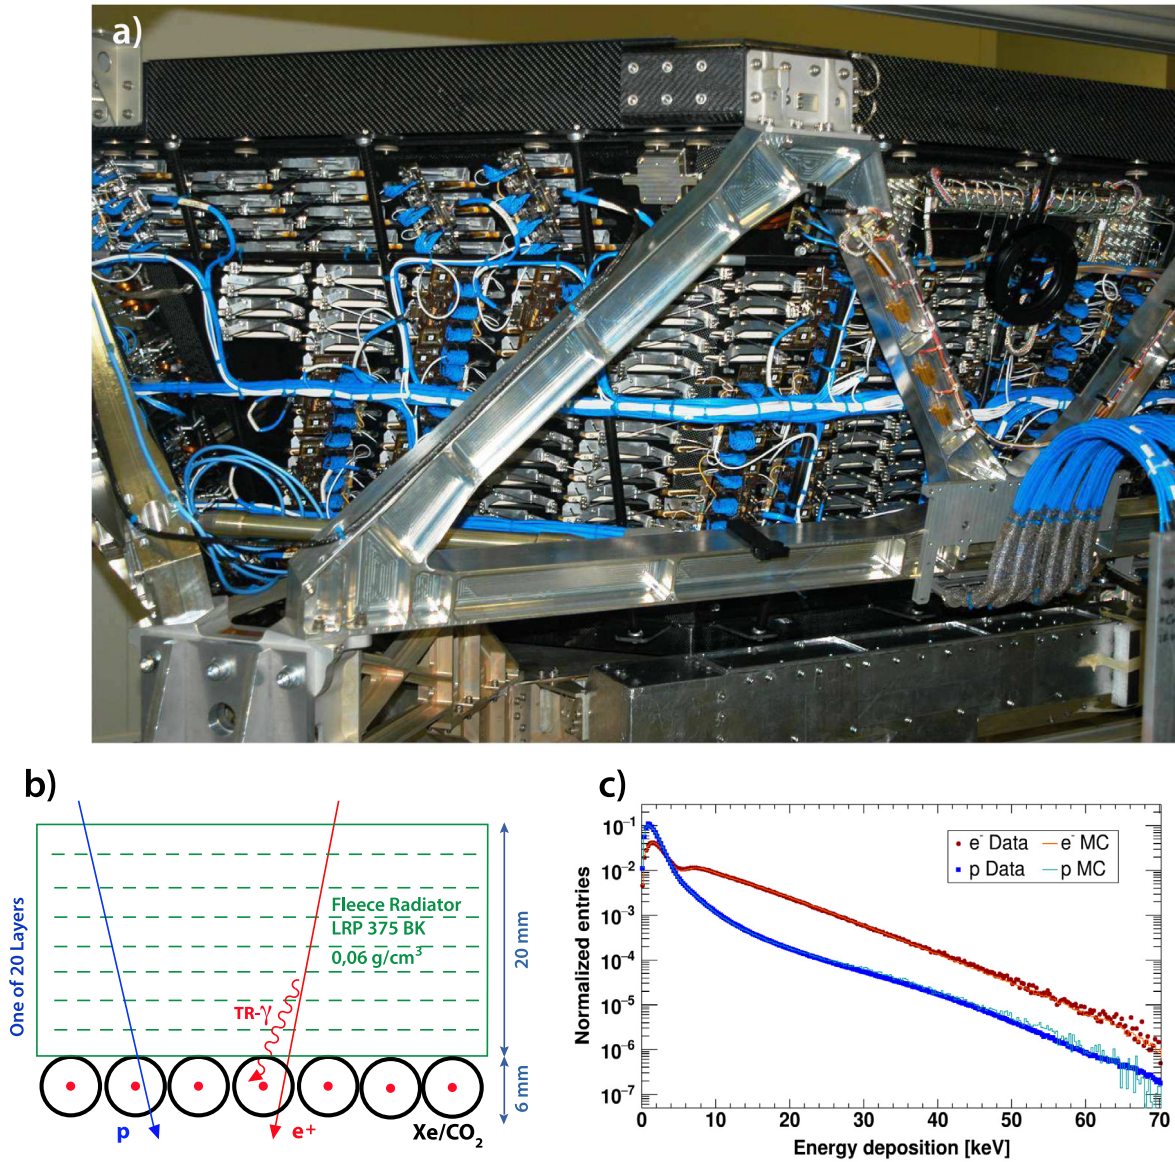 a)
b)
One of 20 Layers
Fleece Radiator
LRP 375 BK
0,06 g/cm³
TR-γ
20 mm
6 mm
p
e⁺
Xe/CO₂
c)
Normalized entries
10⁻¹
10⁻²
10⁻³
10⁻⁴
10⁻⁵
10⁻⁶
10⁻⁷
e⁻ Data
e⁻ MC
p Data
p MC
0 10 20 30 40 50 60 70
Energy deposition [keV]